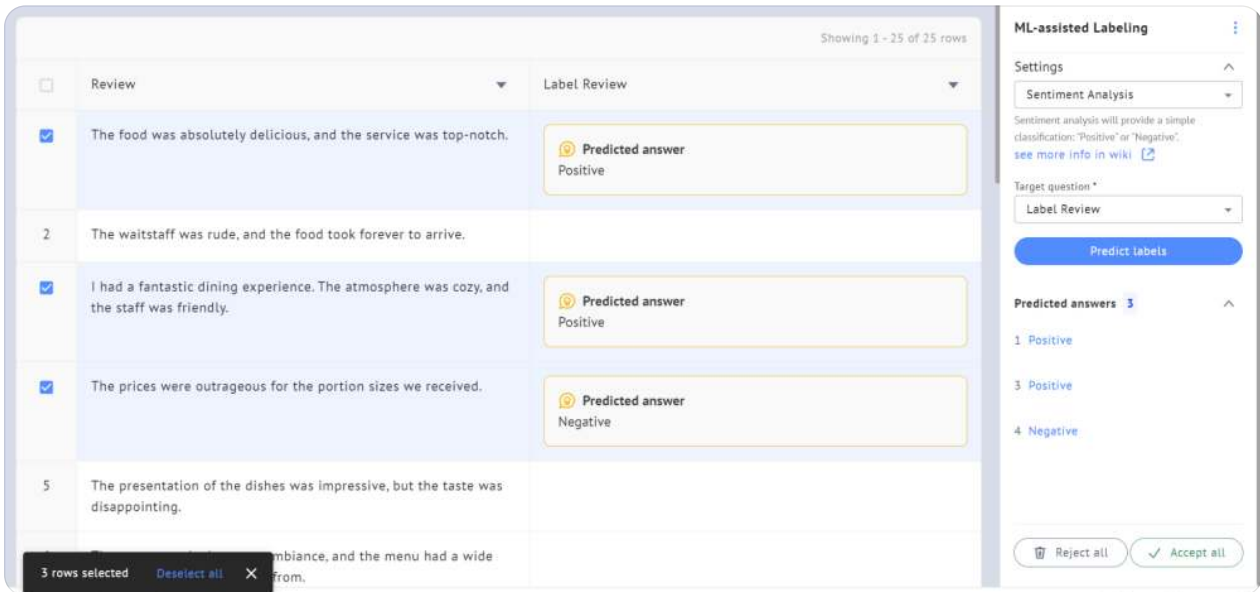 Showing 1 - 25 of 25 rows
Review
Label Review
The food was absolutely delicious, and the service was top-notch.
Predicted answer
Positive
2
The waitstaff was rude, and the food took forever to arrive.
I had a fantastic dining experience. The atmosphere was cozy, and
the staff was friendly.
Predicted answer
Positive
The prices were outrageous for the portion sizes we received.
Predicted answer
Negative
5
The presentation of the dishes was impressive, but the taste was
disappointing.
mbiance, and the menu had a wide
from.
3 rows selected
Deselect all
ML-assisted Labeling
Settings
Sentiment Analysis
Sentiment analysis will provide a simple
classification: "Positive" or "Negative".
see more info in wiki
Target question *
Label Review
Predict labels
Predicted answers 3
1 Positive
3 Positive
4 Negative
Reject all
Accept all